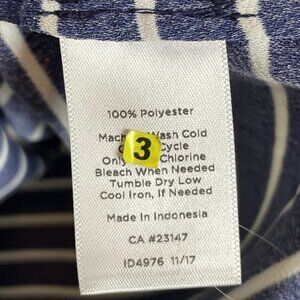 100% Polyester
Mach Wash Cold
Cycle
3
Only Chlorine
Bleach When Needed
Tumble Dry Low
Cool Iron, If Needed
Made In Indonesia
CA #23147
ID4976 11/17